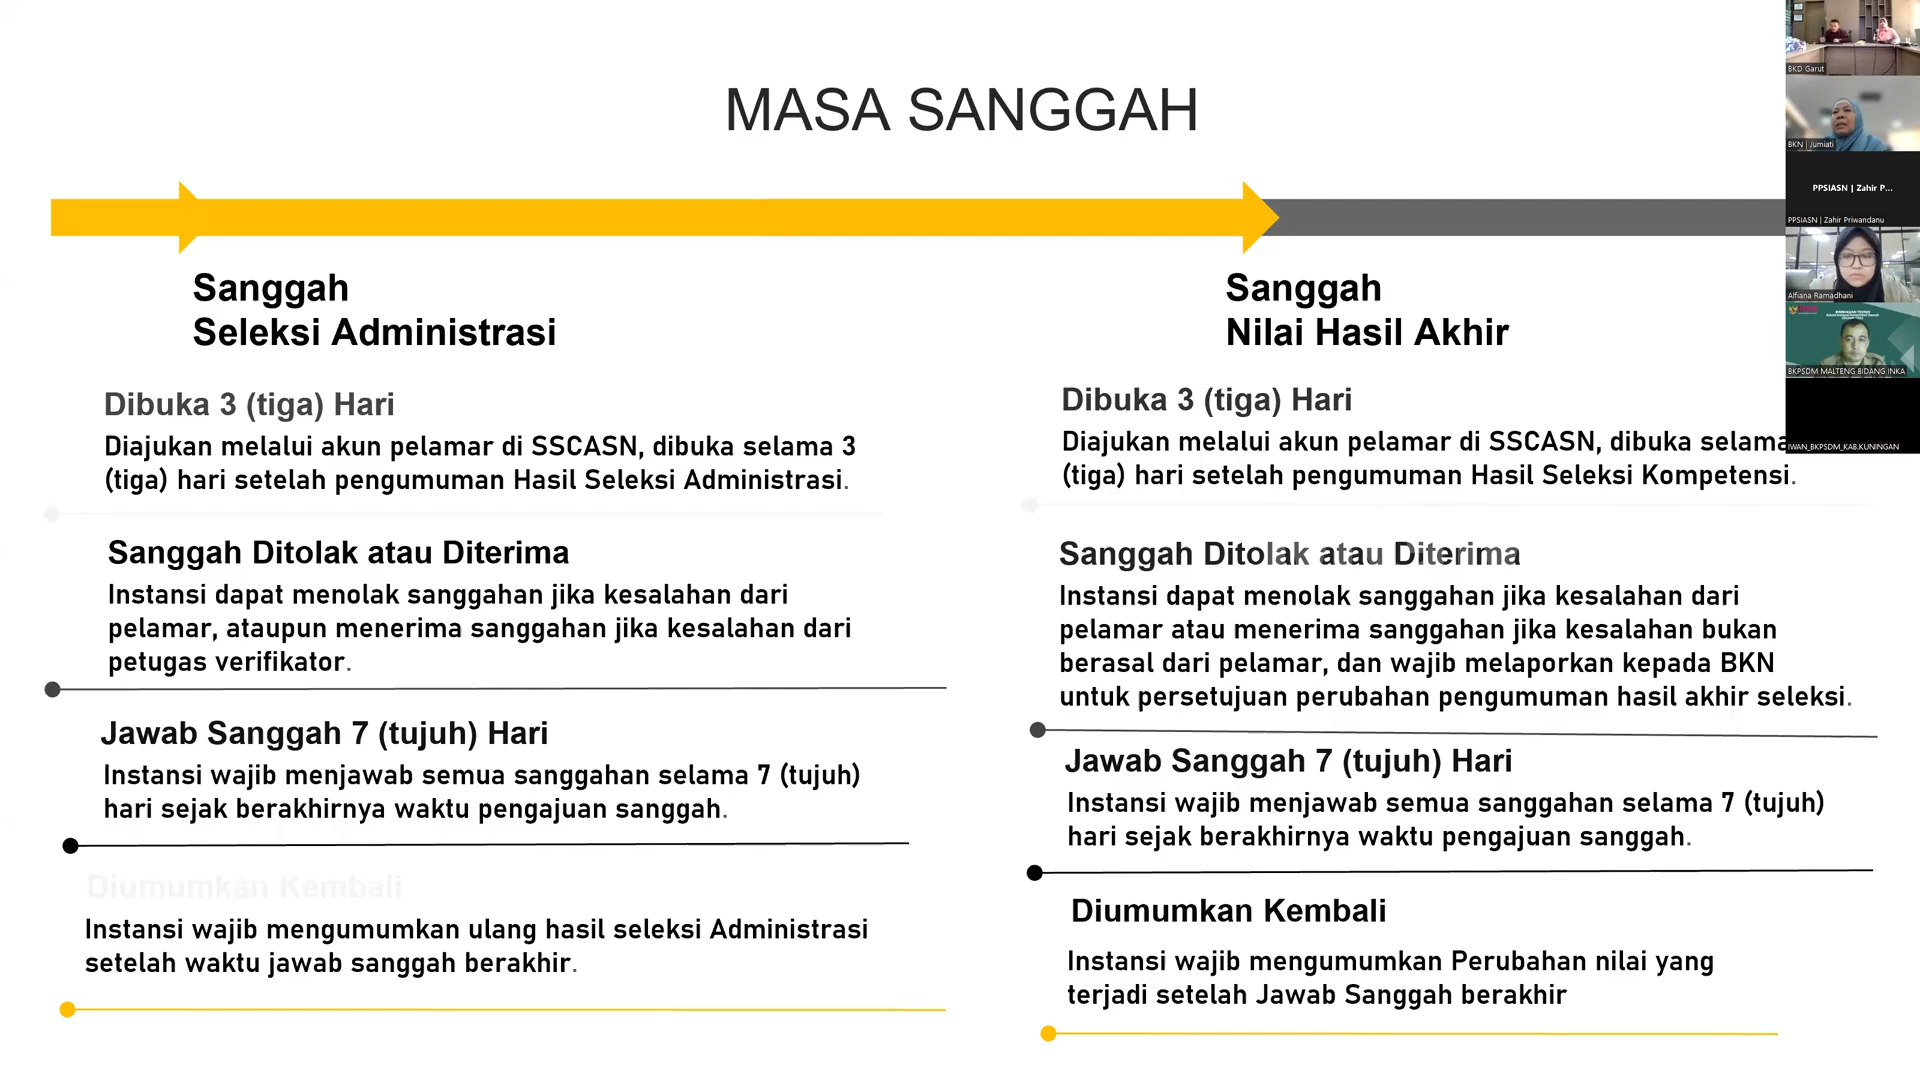 MASA SANGGAH
Sanggah
Seleksi Administrasi
Dibuka 3 (tiga) Hari
Diajukan melalui akun pelamar di SSCASN, dibuka selama 3
(tiga) hari setelah pengumuman Hasil Seleksi Administrasi.
Sanggah Ditolak atau Diterima
Instansi dapat menolak sanggahan jika kesalahan dari
pelamar, ataupun menerima sanggahan jika kesalahan dari
petugas verifikator.
Jawab Sanggah 7 (tujuh) Hari
Instansi wajib menjawab semua sanggahan selama 7 (tujuh)
hari sejak berakhirnya waktu pengajuan sanggah.
Diumumkan Kembali
Instansi wajib mengumumkan ulang hasil seleksi Administrasi
setelah waktu jawab sanggah berakhir.
Sanggah
Nilai Hasil Akhir
Dibuka 3 (tiga) Hari
Diajukan melalui akun pelamar di SSCASN, dibuka selama
(tiga) hari setelah pengumuman Hasil Seleksi Kompetensi.
Sanggah Ditolak atau Diterima
Instansi dapat menolak sanggahan jika kesalahan dari
pelamar atau menerima sanggahan jika kesalahan bukan
berasal dari pelamar, dan wajib melaporkan kepada BKN
untuk persetujuan perubahan pengumuman hasil akhir seleksi.
Jawab Sanggah 7 (tujuh) Hari
Instansi wajib menjawab semua sanggahan selama 7 (tujuh)
hari sejak berakhirnya waktu pengajuan sanggah.
Diumumkan Kembali
Instansi wajib mengumumkan Perubahan nilai yang
terjadi setelah Jawab Sanggah berakhir
BKD Garut
BKN | Jumiati
PPSIASN | Zahir P...
PPSIASN | Zahir Priwandanu
Alfiana Ramadhani
BKPSDM MALTENG BIDANG INKA
IWAN_BKPSDM_KAB.KUNINGAN